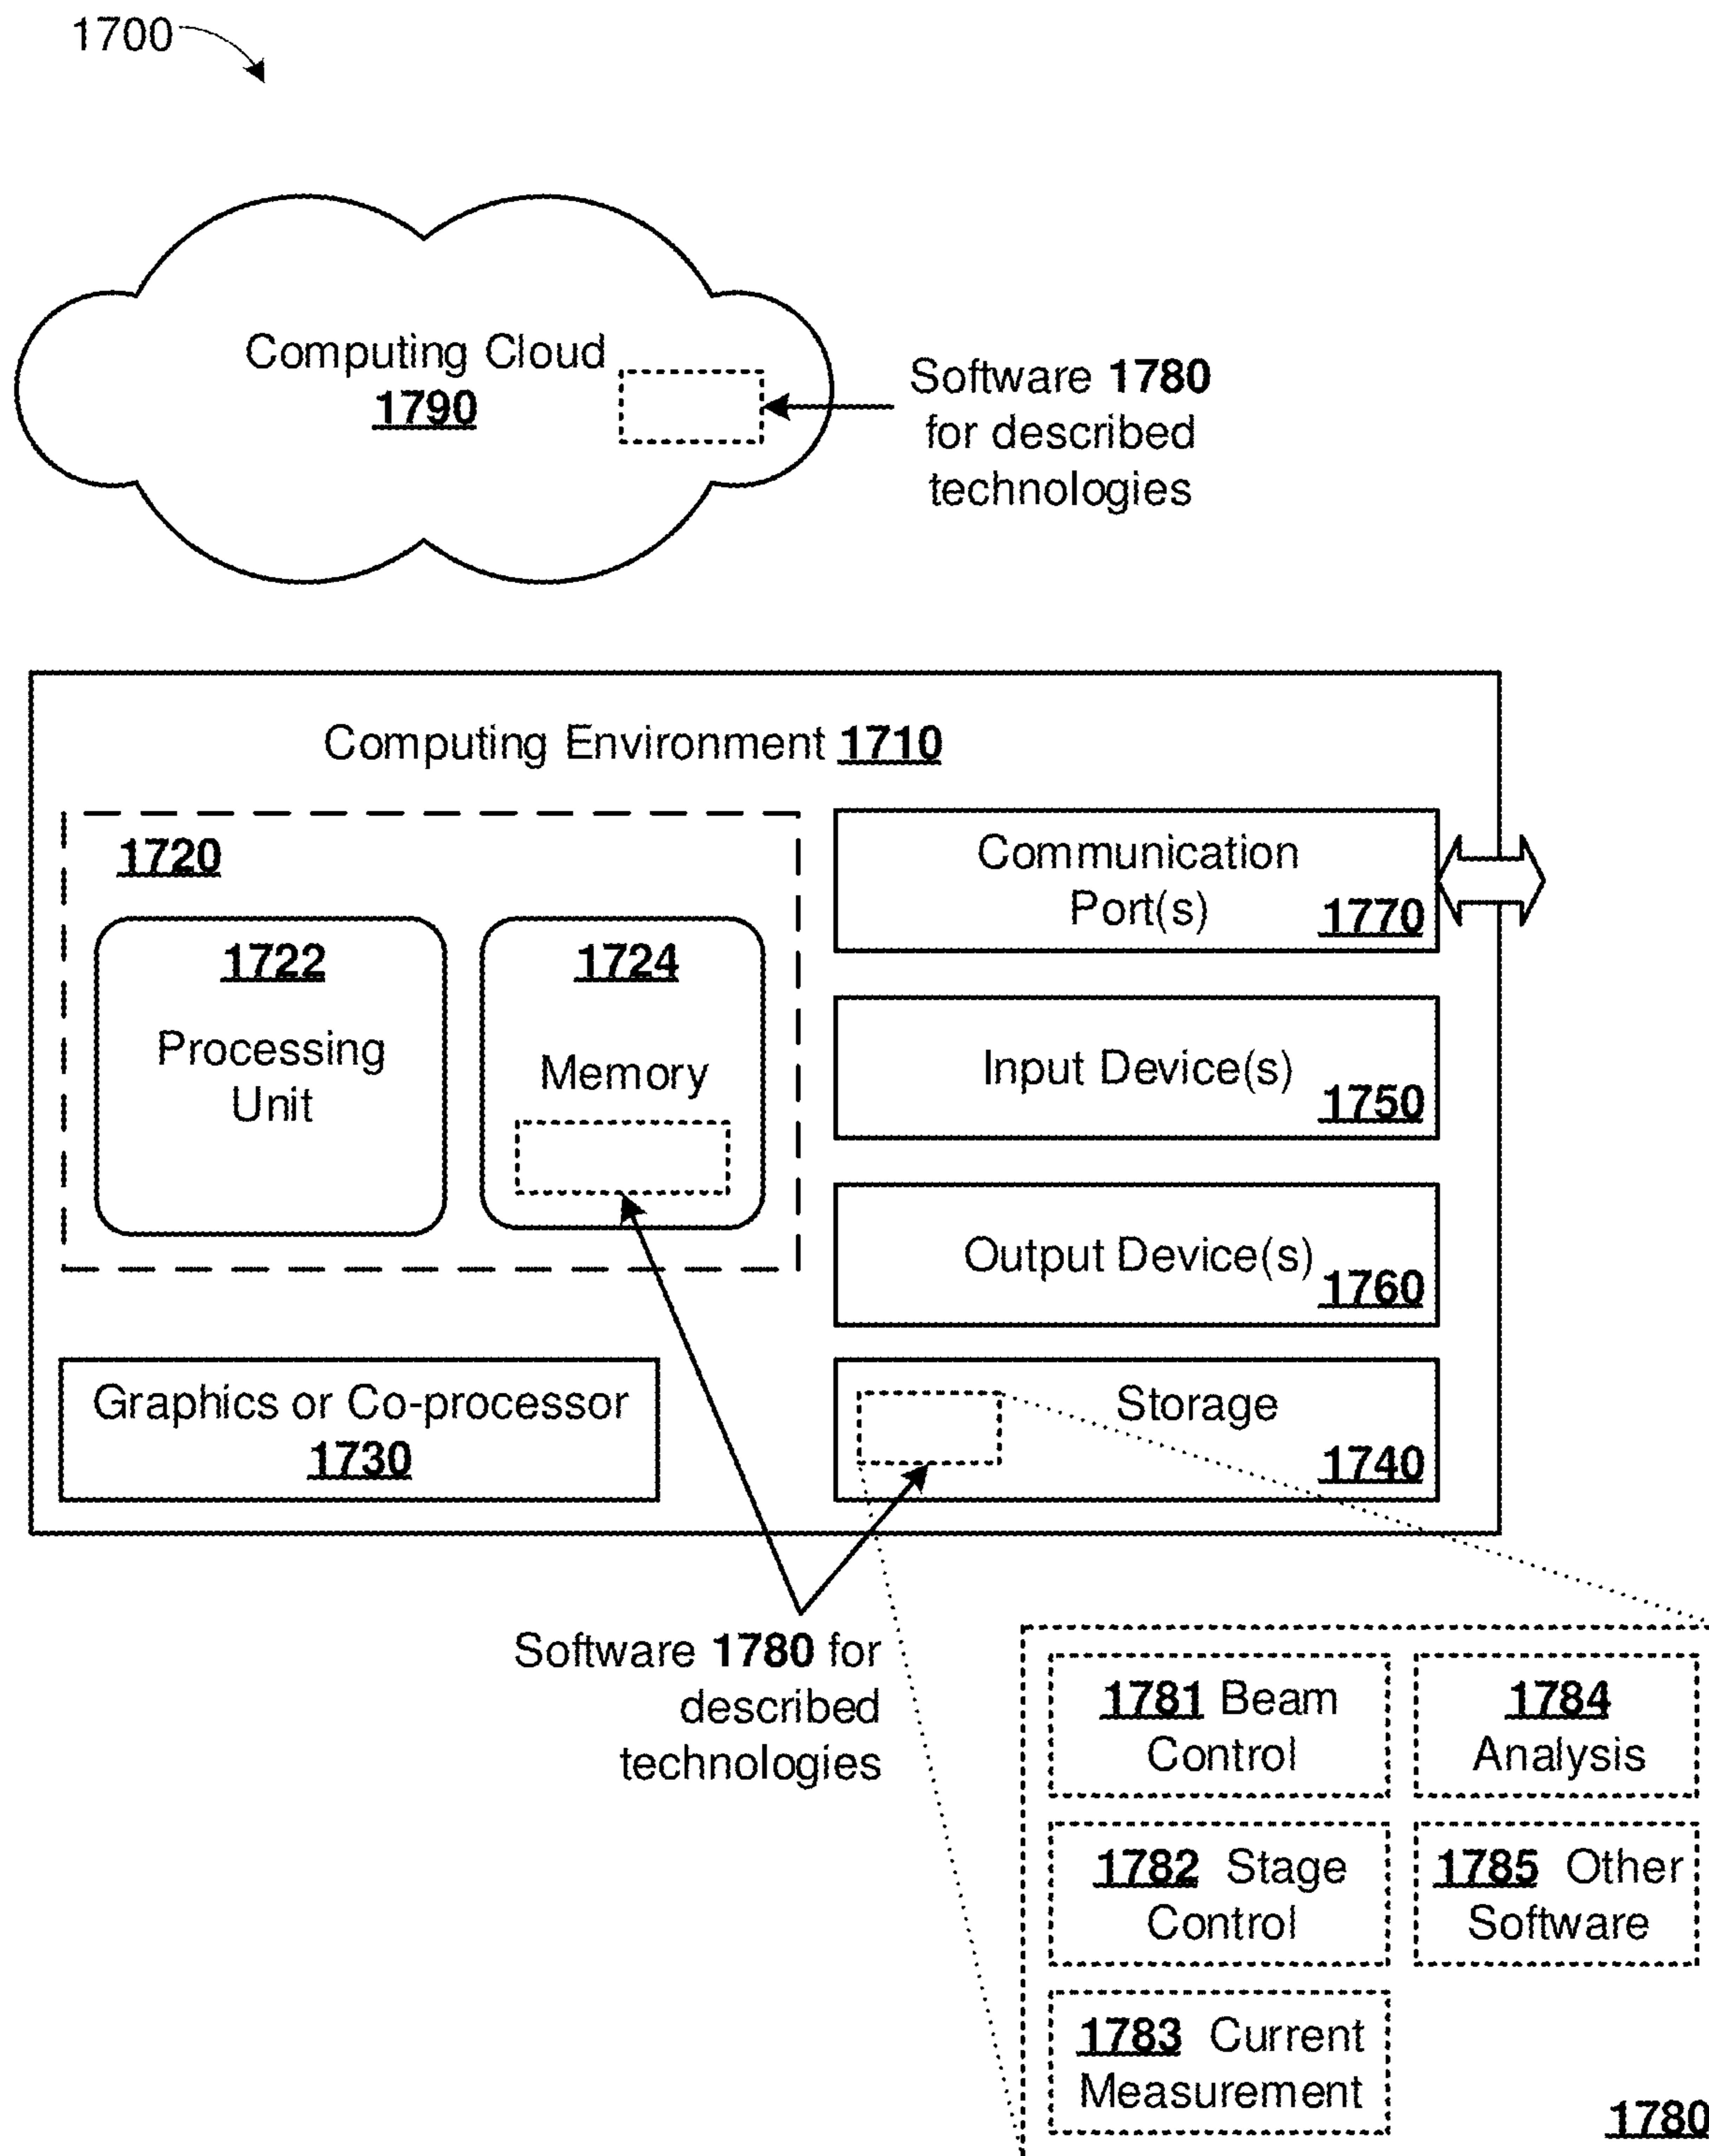 1700
Computing Cloud
1790
Software 1780
for described
technologies
Computing Environment 1710
1720
1722
Processing
Unit
1724
Memory
Communication
Port(s)
1770
Input Device(s)
1750
Output Device(s)
1760
Graphics or Co-processor
1730
Storage
1740
Software 1780 for
described
technologies
1781 Beam
Control
1784
Analysis
1782 Stage
Control
1785 Other
Software
1783 Current
Measurement
1780